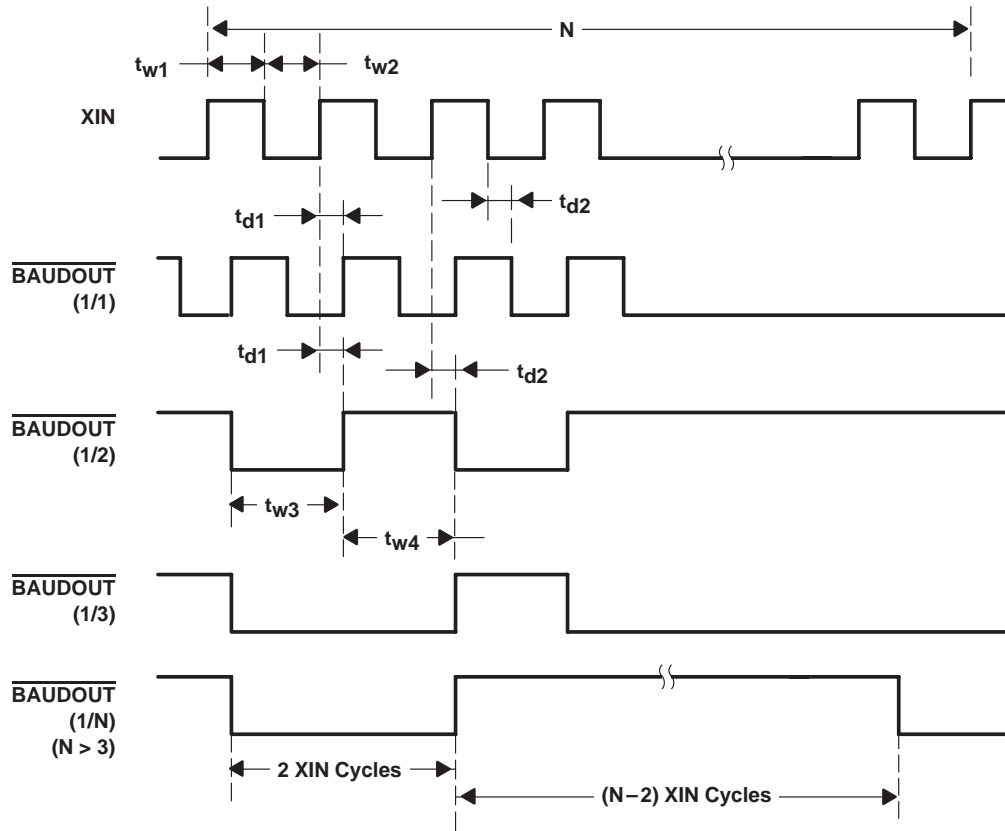 N
tw1
tw2
XIN
td1
td2
BAUDOUT
(1/1)
td1
td2
BAUDOUT
(1/2)
tw3
tw4
BAUDOUT
(1/3)
BAUDOUT
(1/N)
(N > 3)
2 XIN Cycles
(N−2) XIN Cycles